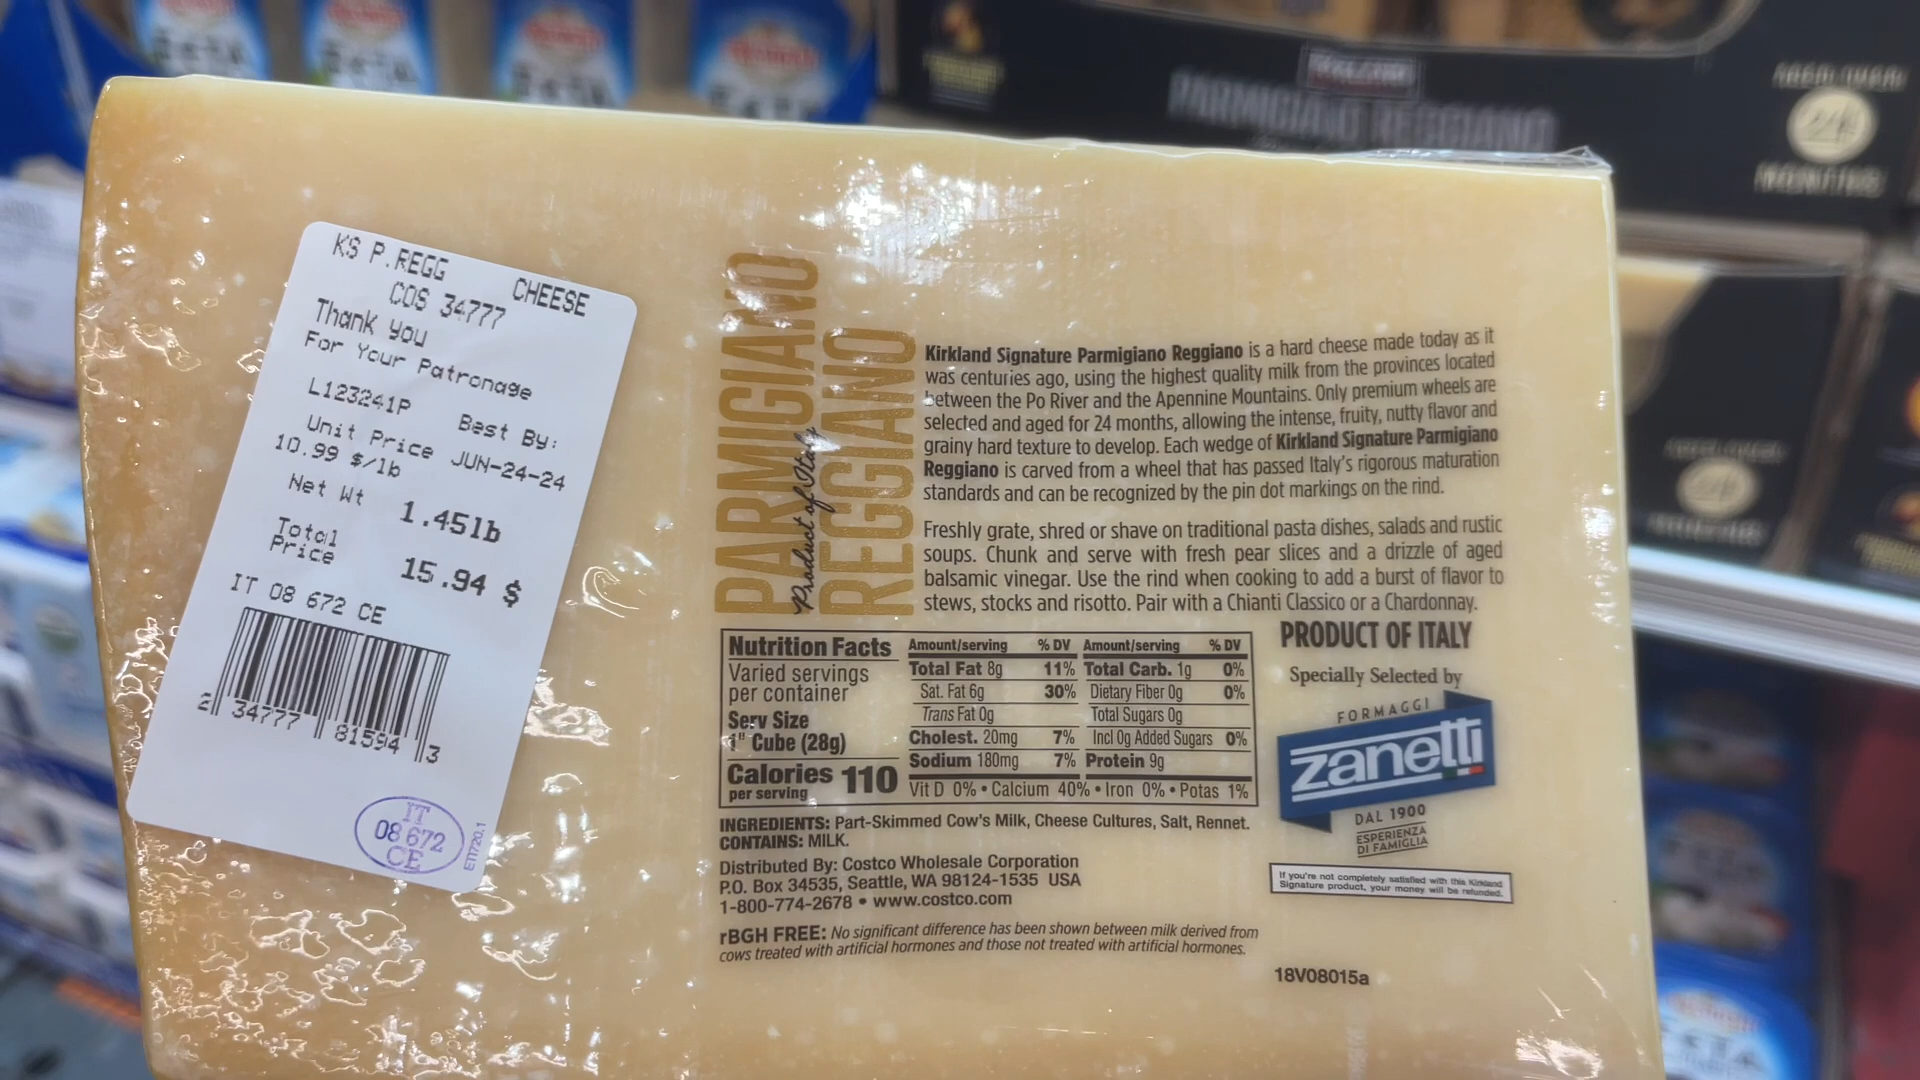 KS P.REGG CHEESE
COS 34777
Thank you
For Your Patronage
L123241P Best By:
Unit Price JUN-24-24
10.99 $/lb
Net Wt 1.45lb
Total
Price 15.94 $
IT 08 672 CE
2 34777 81594 3
IT
08 672
CE
ET1720.1
PARMIGIANO
Product of Italy
REGGIANO
Kirkland Signature Parmigiano Reggiano is a hard cheese made today as it
was centuries ago, using the highest quality milk from the provinces located
between the Po River and the Apennine Mountains. Only premium wheels are
selected and aged for 24 months, allowing the intense, fruity, nutty flavor and
grainy hard texture to develop. Each wedge of Kirkland Signature Parmigiano
Reggiano is carved from a wheel that has passed Italy's rigorous maturation
standards and can be recognized by the pin dot markings on the rind.
Freshly grate, shred or shave on traditional pasta dishes, salads and rustic
soups. Chunk and serve with fresh pear slices and a drizzle of aged
balsamic vinegar. Use the rind when cooking to add a burst of flavor to
stews, stocks and risotto. Pair with a Chianti Classico or a Chardonnay.
Nutrition Facts
Varied servings
per container
Serv Size
1" Cube (28g)
Calories 110
per serving
Amount/serving % DV Amount/serving % DV
Total Fat 8g 11% Total Carb. 1g 0%
Sat. Fat 6g 30% Dietary Fiber 0g 0%
Trans Fat 0g Total Sugars 0g
Cholest. 20mg 7% Incl 0g Added Sugars 0%
Sodium 180mg 7% Protein 9g
Vit D 0% • Calcium 40% • Iron 0% • Potas 1%
INGREDIENTS: Part-Skimmed Cow's Milk, Cheese Cultures, Salt, Rennet.
CONTAINS: MILK.
Distributed By: Costco Wholesale Corporation
P.O. Box 34535, Seattle, WA 98124-1535 USA
1-800-774-2678 • www.costco.com
rBGH FREE: No significant difference has been shown between milk derived from
cows treated with artificial hormones and those not treated with artificial hormones.
PRODUCT OF ITALY
Specially Selected by
FORMAGGI
zanetti
DAL 1900
ESPERIENZA
DI FAMIGLIA
If you're not completely satisfied with this Kirkland
Signature product, your money will be refunded.
18V08015a
PARMIGIANO REGGIANO
24
MONTHS